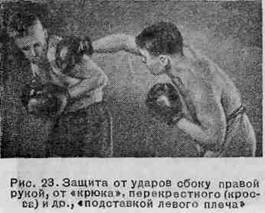 Рис. 23. Защита от ударов сбоку правой
рукой, от «крюка», перекрестного (крос-
са) и др., «подставкой левого плеча»